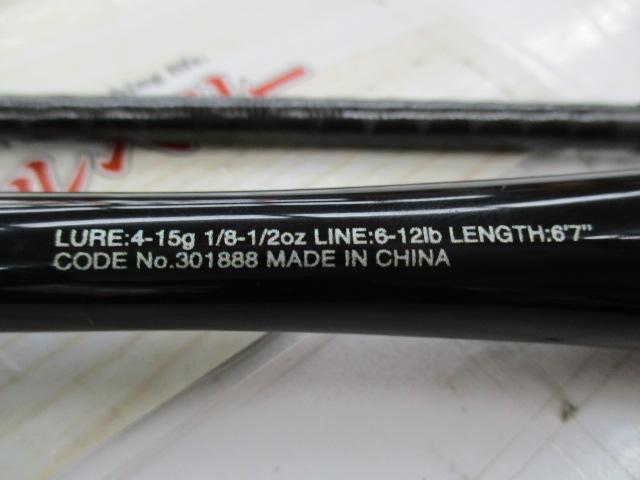 LURE:4-15g 1/8-1/2oz LINE:6-12lb LENGTH:6'7"
CODE No.301888 MADE IN CHINA